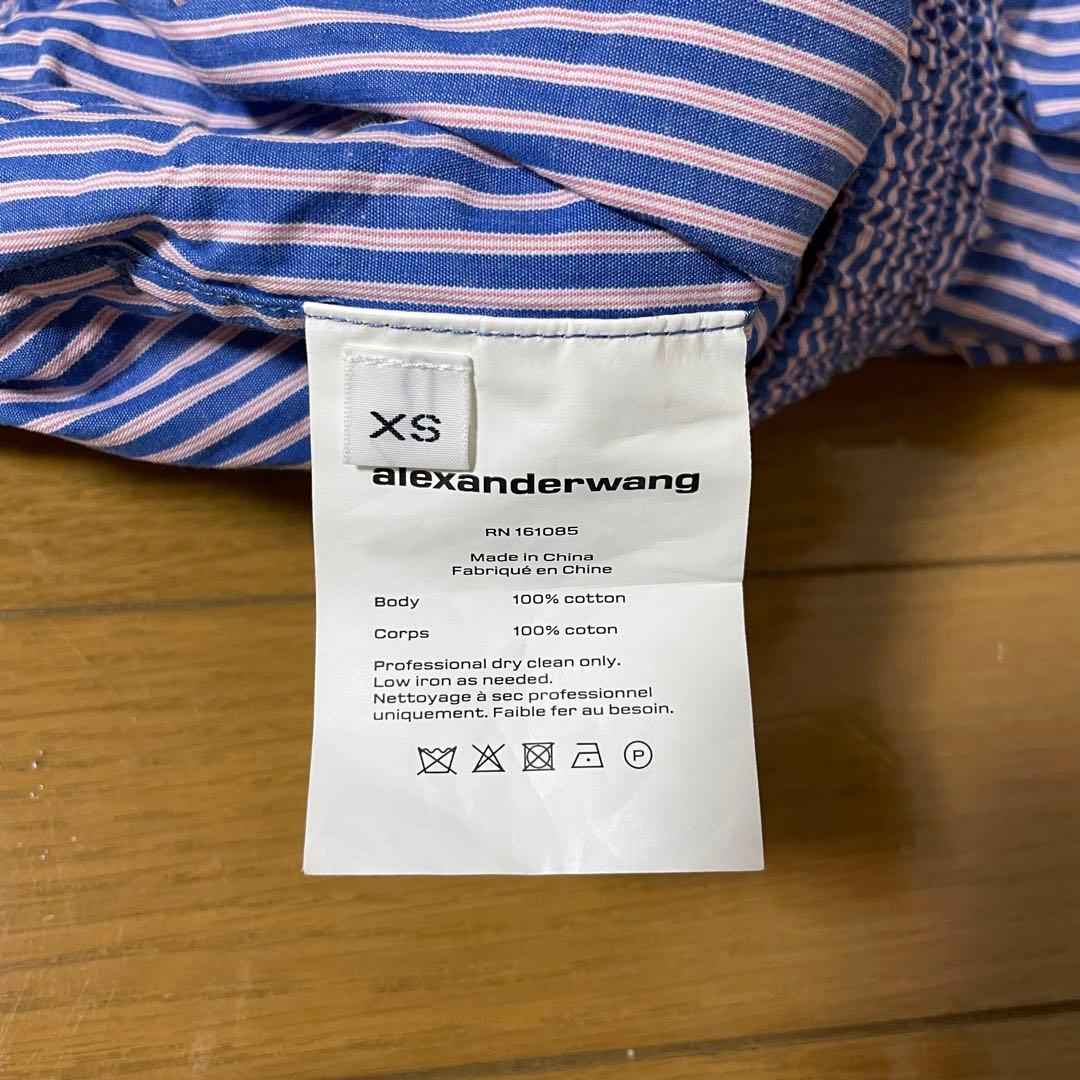 XS
alexanderwang
RN 161085
Made in China
Fabriqué en Chine
Body 100% cotton
Corps 100% coton
Professional dry clean only.
Low iron as needed.
Nettoyage à sec professionnel
uniquement. Faible fer au besoin.
P